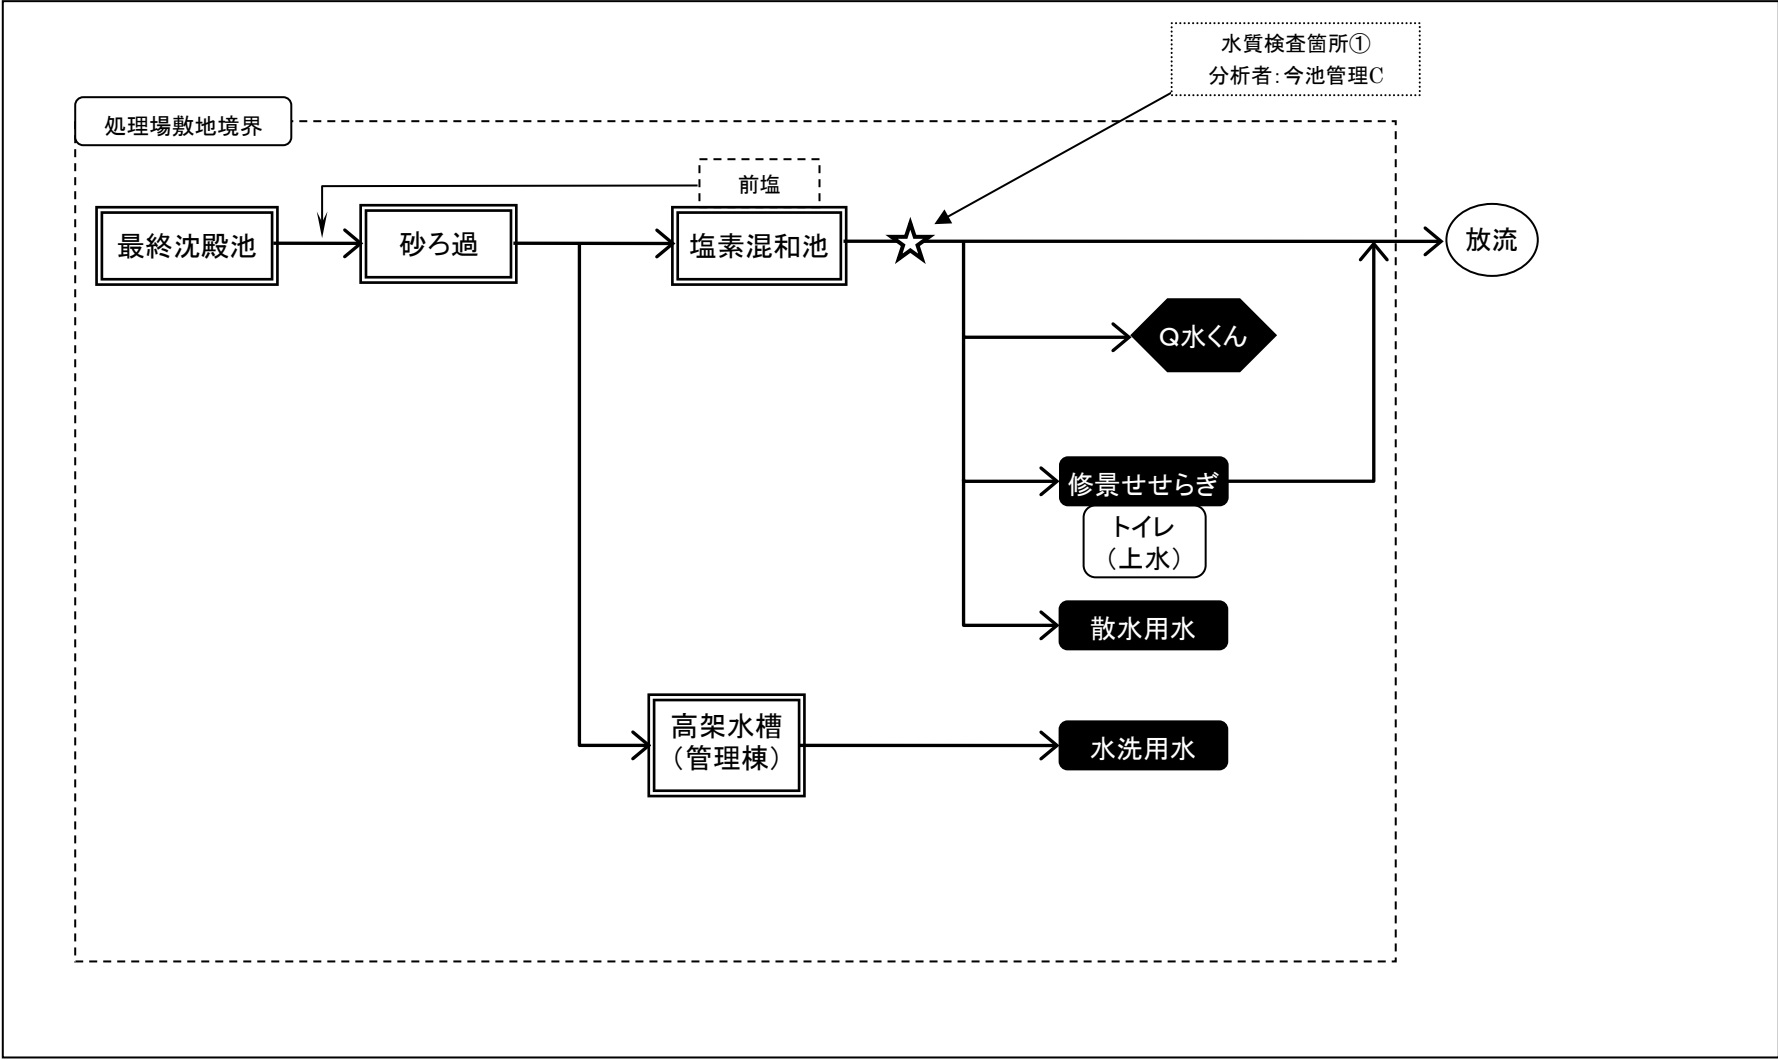 水質検査箇所①
分析者:今池管理C
処理場敷地境界
前塩
最終沈殿池
砂ろ過
塩素混和池
放流
Q水くん
修景せせらぎ
トイレ
(上水)
散水用水
高架水槽
(管理棟)
水洗用水